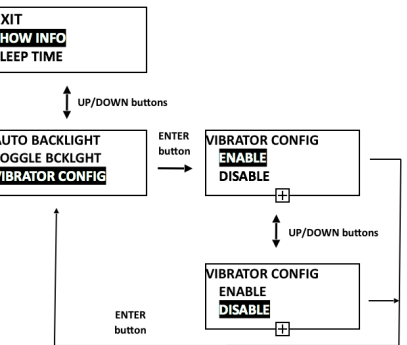 XIT
HOW INFO
LEEP TIME
UP/DOWN buttons
AUTO BACKLIGHT
OGGLE BCKLGHT
VIBRATOR CONFIG
ENTER
button
VIBRATOR CONFIG
ENABLE
DISABLE
UP/DOWN buttons
VIBRATOR CONFIG
ENABLE
DISABLE
ENTER
button